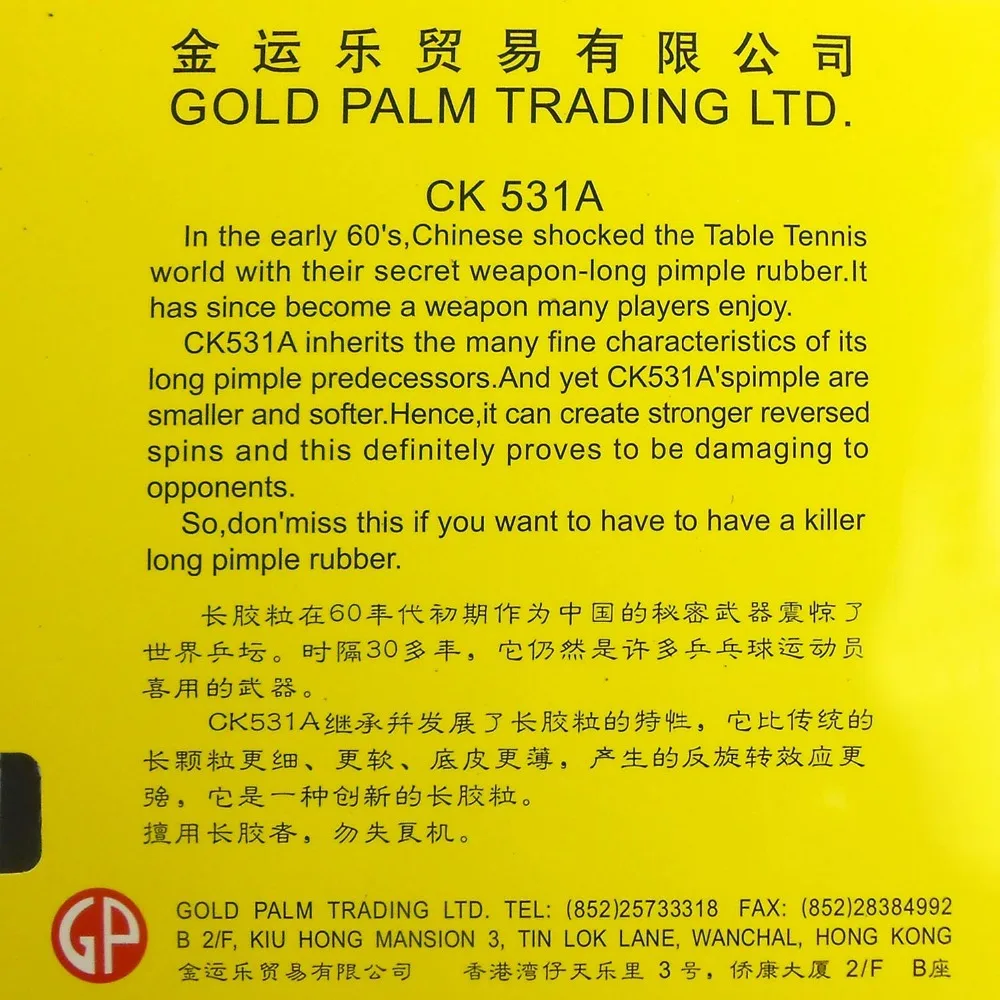 金运乐贸易有限公司
GOLD PALM TRADING LTD.
CK 531A
In the early 60's,Chinese shocked the Table Tennis
world with their secret weapon-long pimple rubber.It
has since become a weapon many players enjoy.
CK531A inherits the many fine characteristics of its
long pimple predecessors.And yet CK531A'spimple are
smaller and softer.Hence,it can create stronger reversed
spins and this definitely proves to be damaging to
opponents.
So,don'miss this if you want to have to have a killer
long pimple rubber.
长胶粒在60年代初期作为中国的秘密武器震惊了
世界乒坛。时隔30多年，它仍然是许多乒乓球运动员
喜用的武器。
CK531A继承并发展了长胶粒的特性，它比传统的
长颗粒更细、更软、底皮更薄，产生的反旋转效应更
强，它是一种创新的长胶粒。
擅用长胶者，勿失良机。
GP
GOLD PALM TRADING LTD. TEL: (852)25733318 FAX: (852)28384992
B 2/F, KIU HONG MANSION 3, TIN LOK LANE, WANCHAL, HONG KONG
金运乐贸易有限公司 香港湾仔天乐里 3 号，侨康大厦 2/F B座